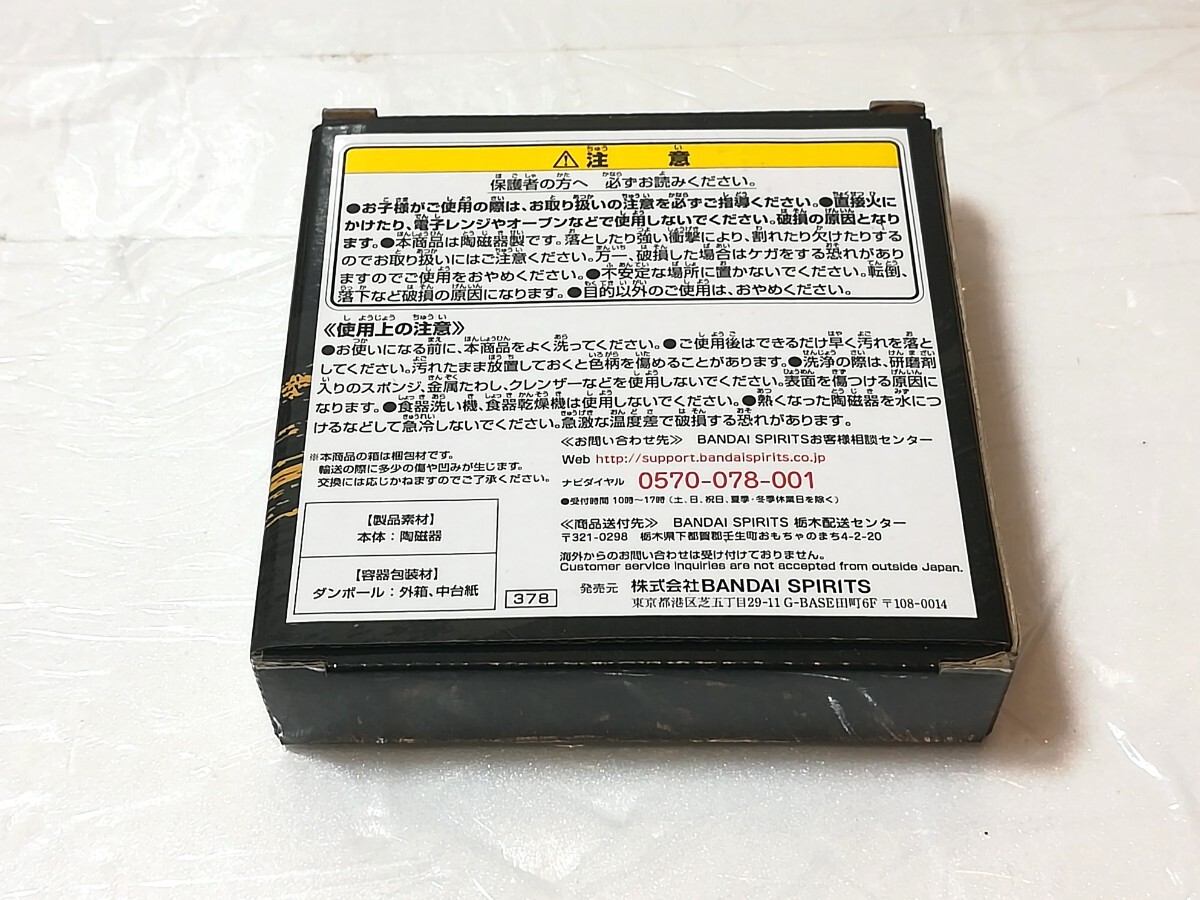 ⚠注意
保護者の方へ 必ずお読みください。
●お子様がご使用の際は、お取り扱いの注意を必ずご指導ください。●直接火に
かけたり、電子レンジやオーブンなどで使用しないでください。破損の原因となり
ます。●本商品は陶磁器製です。落としたり強い衝撃により、割れたり欠けたりする
のでお取り扱いにはご注意ください。万一、破損した場合はケガをする恐れがあり
ますのでご使用をおやめください。●不安定な場所に置かないでください。転倒、
落下など破損の原因になります。●目的以外のご使用は、おやめください。
《使用上の注意》
●お使いになる前に、本商品をよく洗ってください。●ご使用後はできるだけ早く汚れを落と
してください。汚れたまま放置しておくと色柄を傷めることがあります。●洗浄の際は、研磨剤
入りのスポンジ、金属たわし、クレンザーなどを使用しないでください。表面を傷つける原因に
なります。●食器洗い機、食器乾燥機は使用しないでください。●熱くなった陶磁器を水につ
けるなどして急冷しないでください。急激な温度差で破損する恐れがあります。
※本商品の箱は梱包材です。
輸送の際に多少の傷や凹みが生じます。
交換には応じかねますのでご了承ください。
≪お問い合わせ先≫ BANDAI SPIRITSお客様相談センター
Web http://support.bandaispirits.co.jp
ナビダイヤル 0570-078-001
●受付時間 10時〜17時(土、日、祝日、夏季・冬季休業日を除く)
≪商品送付先≫ BANDAI SPIRITS 栃木配送センター
〒321-0298 栃木県下都賀郡壬生町おもちゃのまち4-2-20
海外からのお問い合わせは受け付けておりません。
Customer service inquiries are not accepted from outside Japan.
【製品素材】
本体:陶磁器
【容器包装材】
ダンボール:外箱、中台紙
378
発売元 株式会社BANDAI SPIRITS
東京都港区芝五丁目29-11 G-BASE田町6F 〒108-0014